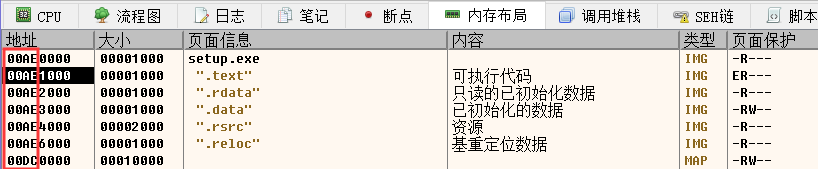 CPU 流程图 日志 笔记 断点 内存布局 调用堆栈 SEH链 脚本
地址 大小 页面信息 内容 类型 页面保护
00AE0000 00001000 setup.exe IMG -R---
00AE1000 00001000 ".text" 可执行代码 IMG ER---
00AE2000 00001000 ".rdata" 只读的已初始化数据 IMG -R---
00AE3000 00001000 ".data" 已初始化的数据 IMG -RW--
00AE4000 00002000 ".rsrc" 资源 IMG -R---
00AE6000 00001000 ".reloc" 基重定位数据 IMG -R---
00DC0000 00010000 MAP -RW--